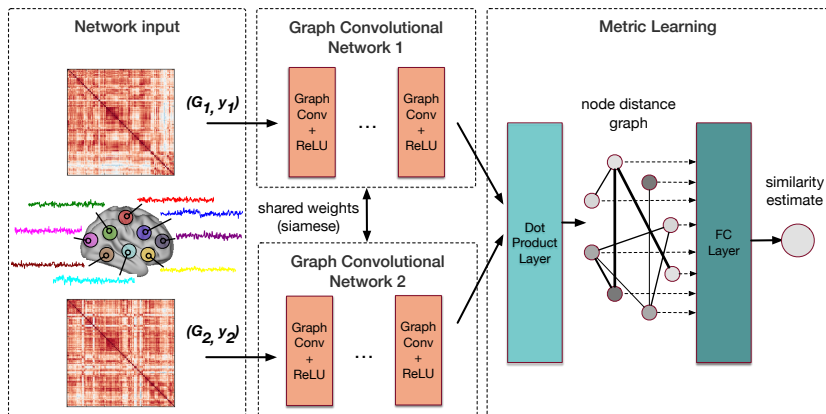 Network input
(G1, y1)
(G2, y2)
Graph Convolutional
Network 1
Graph
Conv
+
ReLU
...
Graph
Conv
+
ReLU
shared weights
(siamese)
Graph Convolutional
Network 2
Graph
Conv
+
ReLU
...
Graph
Conv
+
ReLU
Metric Learning
Dot
Product
Layer
node distance
graph
FC
Layer
similarity
estimate